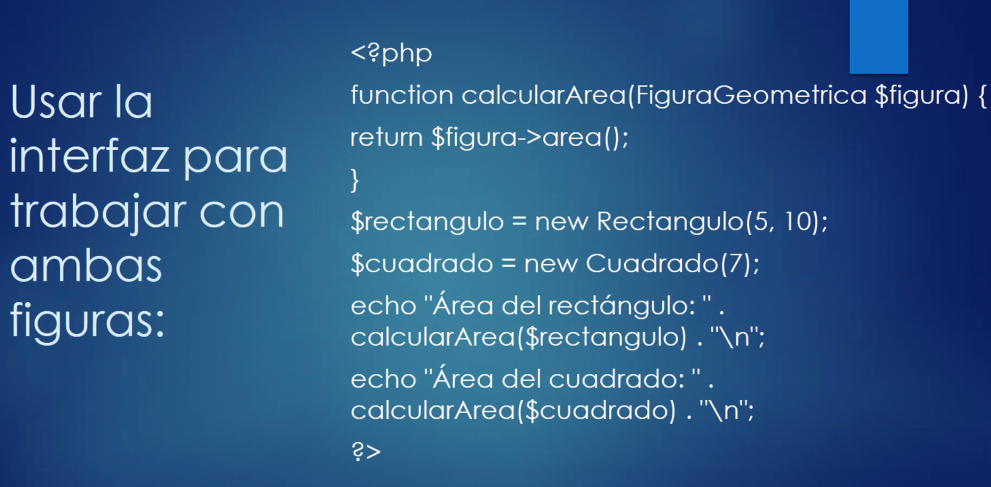 Usar la
interfaz para
trabajar con
ambas
figuras:
<?php
function calcularArea(FiguraGeometrica $figura) {
return $figura->area();
}
$rectangulo = new Rectangulo(5, 10);
$cuadrado = new Cuadrado(7);
echo "Área del rectángulo: " .
calcularArea($rectangulo) . "\n";
echo "Área del cuadrado: " .
calcularArea($cuadrado) . "\n";
?>